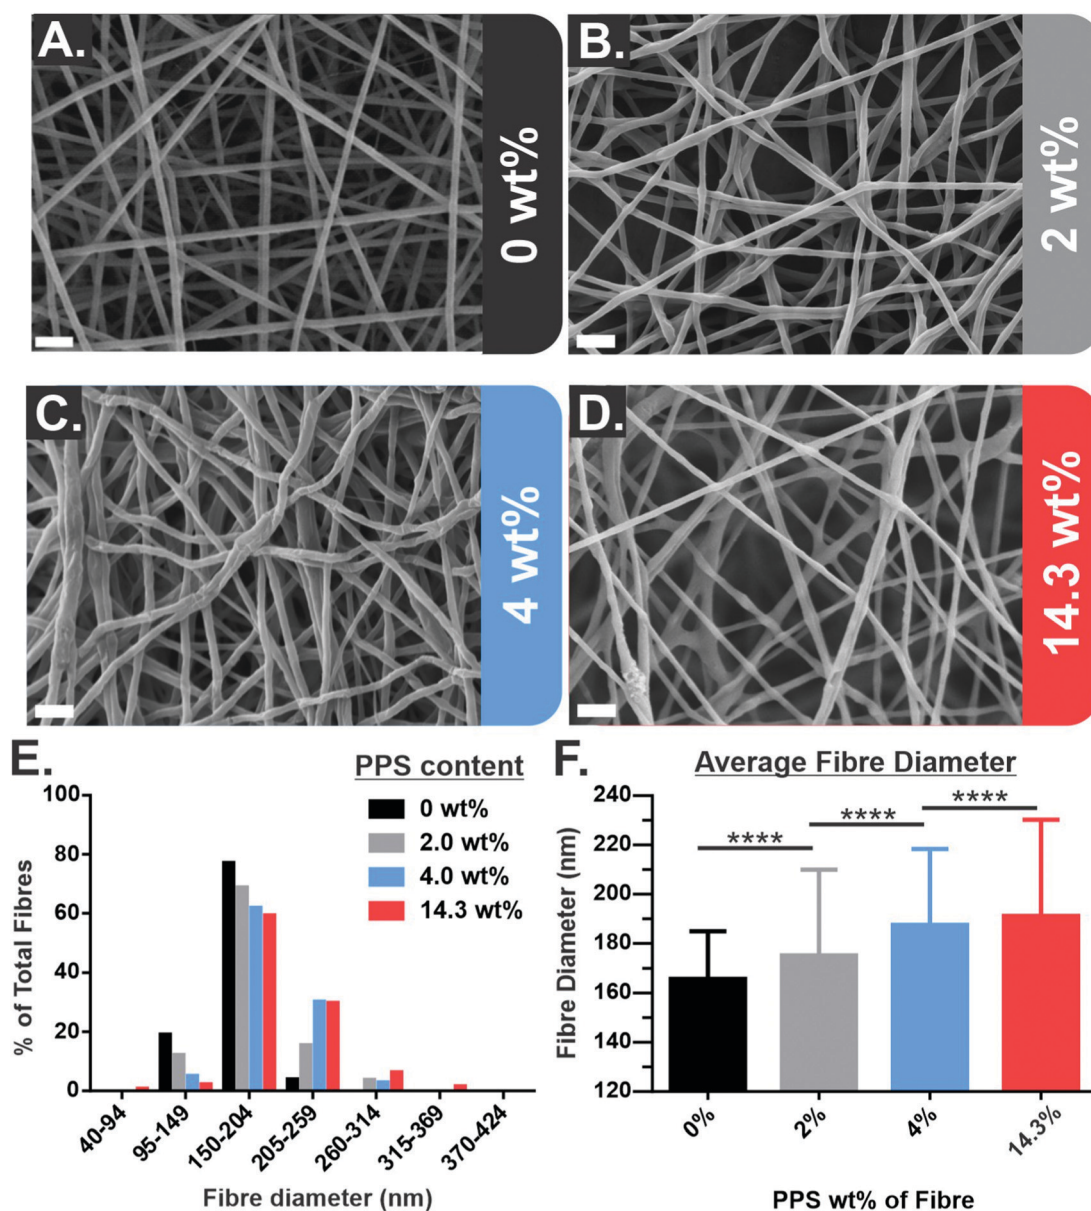 A.
0 wt%
B.
2 wt%
C.
4 wt%
D.
14.3 wt%
E.
PPS content
0 wt%
2.0 wt%
4.0 wt%
14.3 wt%
% of Total Fibres
100
80
60
40
20
0
40-94
95-149
150-204
205-259
260-314
315-369
370-424
Fibre diameter (nm)
F.
Average Fibre Diameter
Fibre Diameter (nm)
240
220
200
180
160
140
120
****
****
****
0%
2%
4%
14.3%
PPS wt% of Fibre